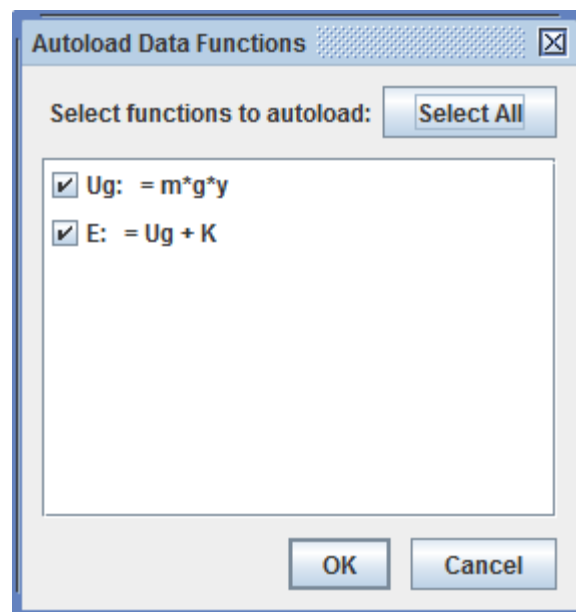 Autoload Data Functions
Select functions to autoload: Select All
Ug: = m*g*y
E: = Ug + K
OK Cancel